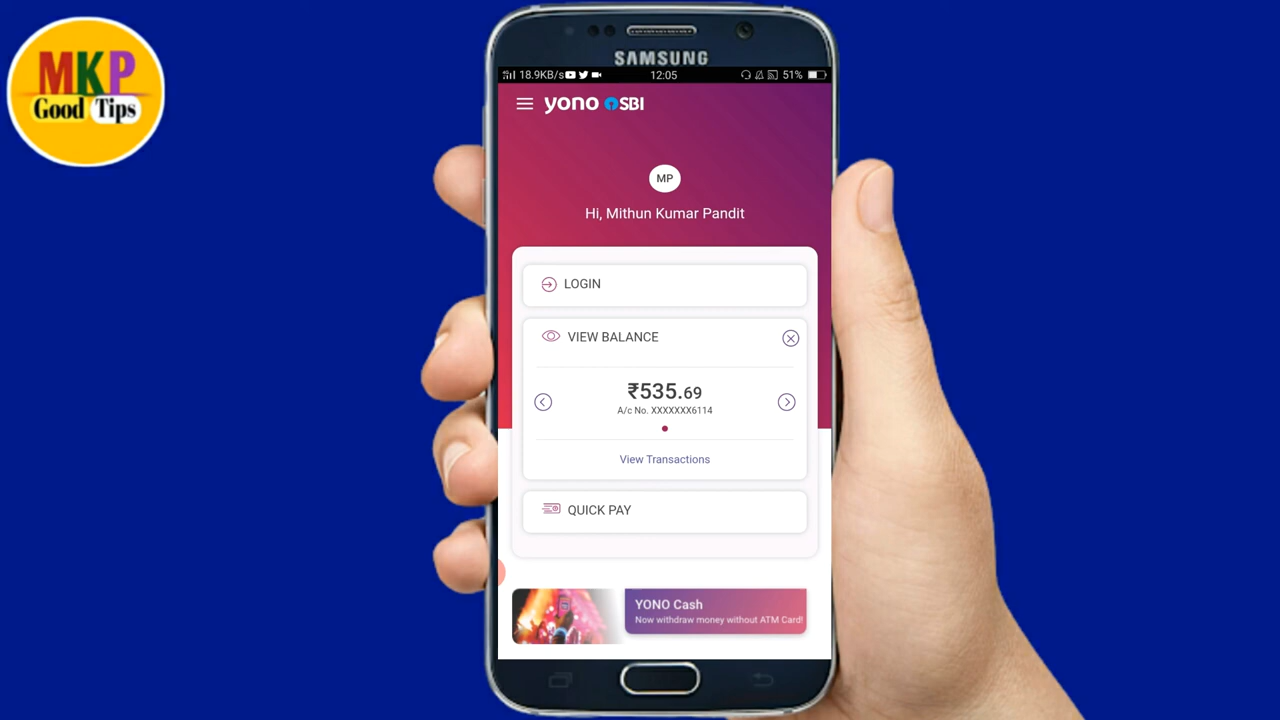 MKP
Good Tips
SAMSUNG
18.9KB/s 12:05 51%
yono SBI
MP
Hi, Mithun Kumar Pandit
LOGIN
VIEW BALANCE
₹535.69
A/c No. XXXXXXX6114
View Transactions
QUICK PAY
YONO Cash
Now withdraw money without ATM Card!